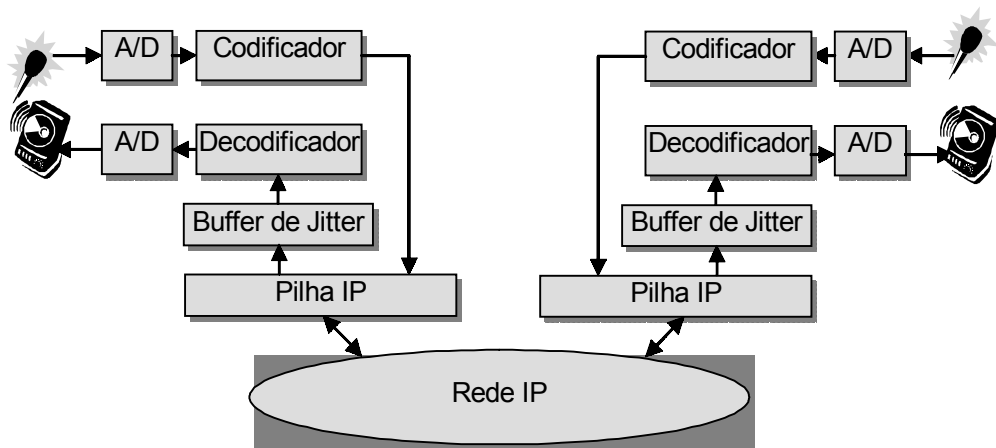 A/D
Codificador
Codificador
A/D
A/D
Decodificador
Decodificador
A/D
Buffer de Jitter
Buffer de Jitter
Pilha IP
Pilha IP
Rede IP